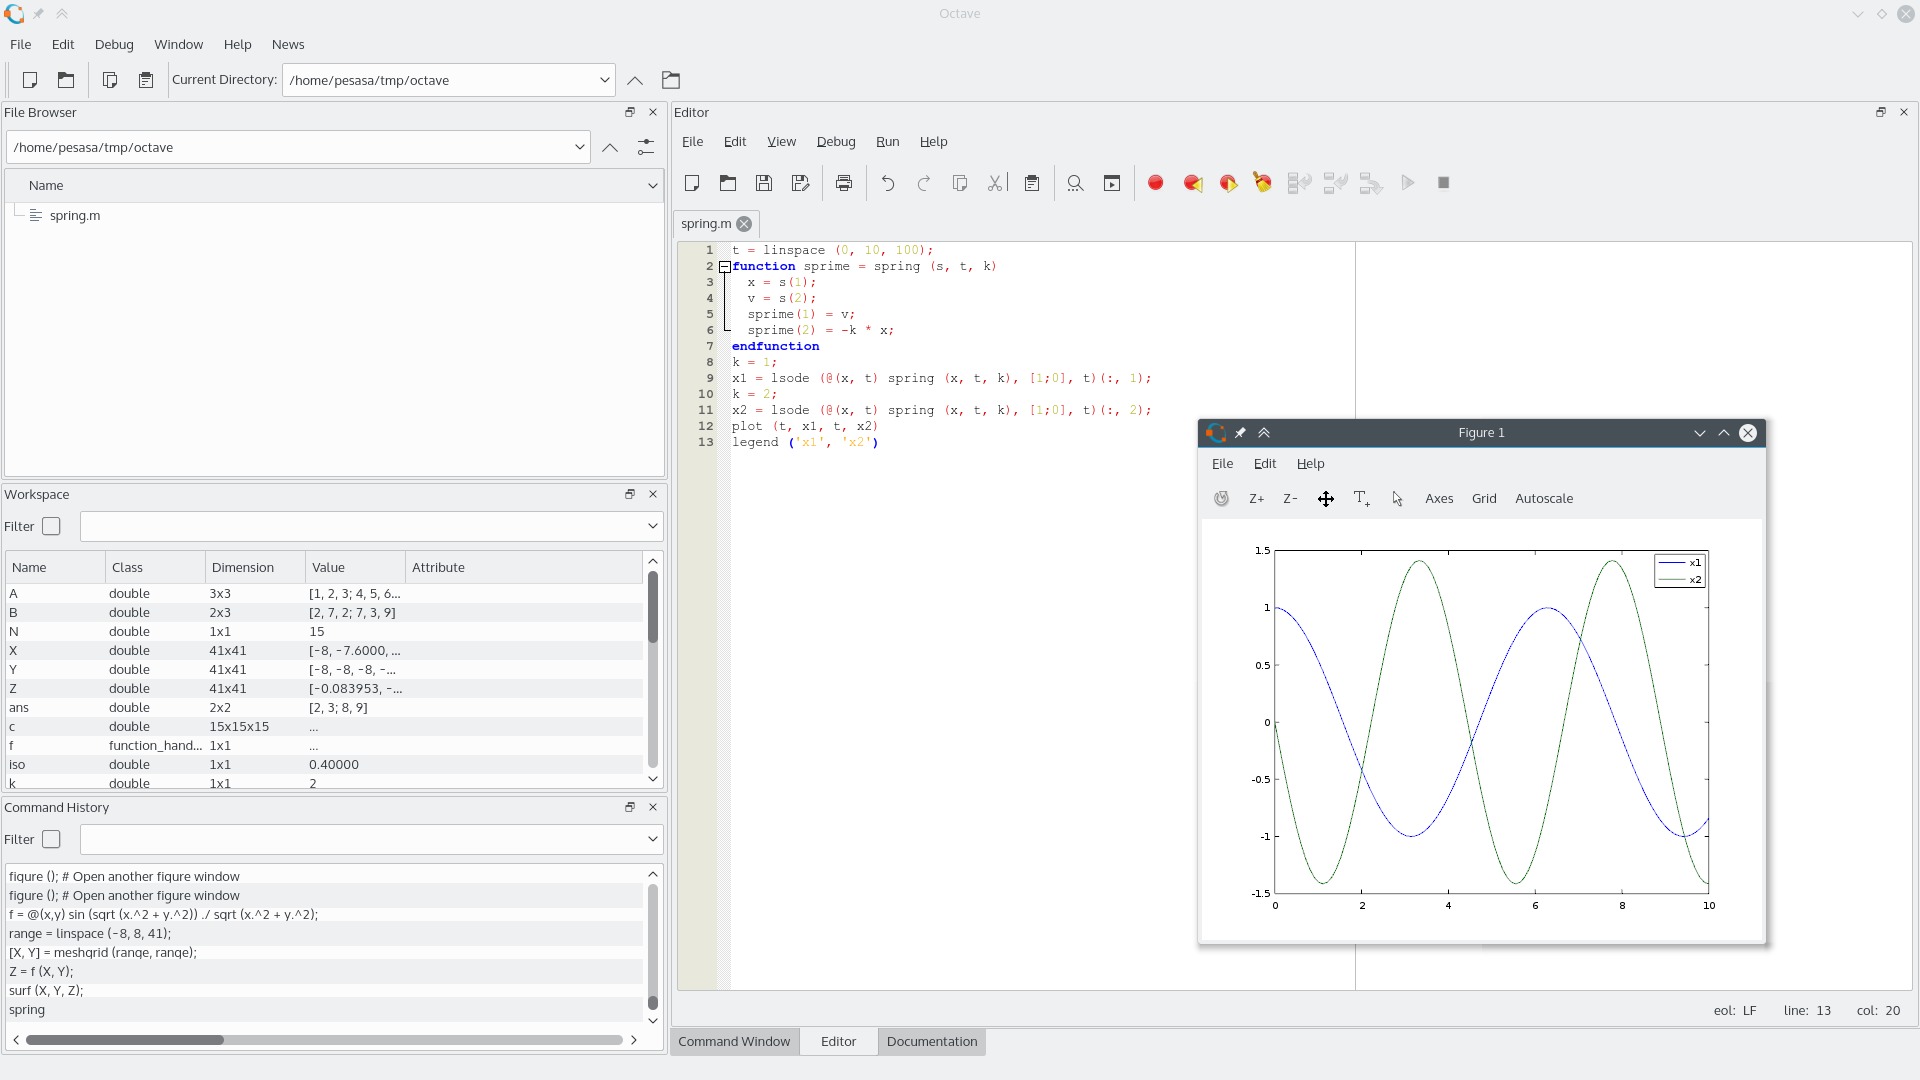 Octave
File Edit Debug Window Help News
Current Directory: /home/pesasa/tmp/octave
File Browser
/home/pesasa/tmp/octave
Name
spring.m
Workspace
Filter
Name Class Dimension Value Attribute
A double 3x3 [1, 2, 3; 4, 5, 6...
B double 2x3 [2, 7, 2; 7, 3, 9]
N double 1x1 15
X double 41x41 [-8, -7.6000, ...
Y double 41x41 [-8, -8, -8, -...
Z double 41x41 [-0.083953, -...
ans double 2x2 [2, 3; 8, 9]
c double 15x15x15 ...
f function_hand... 1x1 ...
iso double 1x1 0.40000
k double 1x1 2
Command History
Filter
figure (); # Open another figure window
figure (); # Open another figure window
f = @(x,y) sin (sqrt (x.^2 + y.^2)) ./ sqrt (x.^2 + y.^2);
range = linspace (-8, 8, 41);
[X, Y] = meshgrid (range, range);
Z = f (X, Y);
surf (X, Y, Z);
spring
Editor
File Edit View Debug Run Help
spring.m
1 t = linspace (0, 10, 100);
2 function sprime = spring (s, t, k)
3 x = s(1);
4 v = s(2);
5 sprime(1) = v;
6 sprime(2) = -k * x;
7 endfunction
8 k = 1;
9 x1 = lsode (@(x, t) spring (x, t, k), [1;0], t)(:, 1);
10 k = 2;
11 x2 = lsode (@(x, t) spring (x, t, k), [1;0], t)(:, 2);
12 plot (t, x1, t, x2)
13 legend ('x1', 'x2')
Figure 1
File Edit Help
Z+ Z- T+ Axes Grid Autoscale
x1
x2
1.5
1
0.5
0
-0.5
-1
-1.5
0 2 4 6 8 10
eol: LF line: 13 col: 20
Command Window Editor Documentation